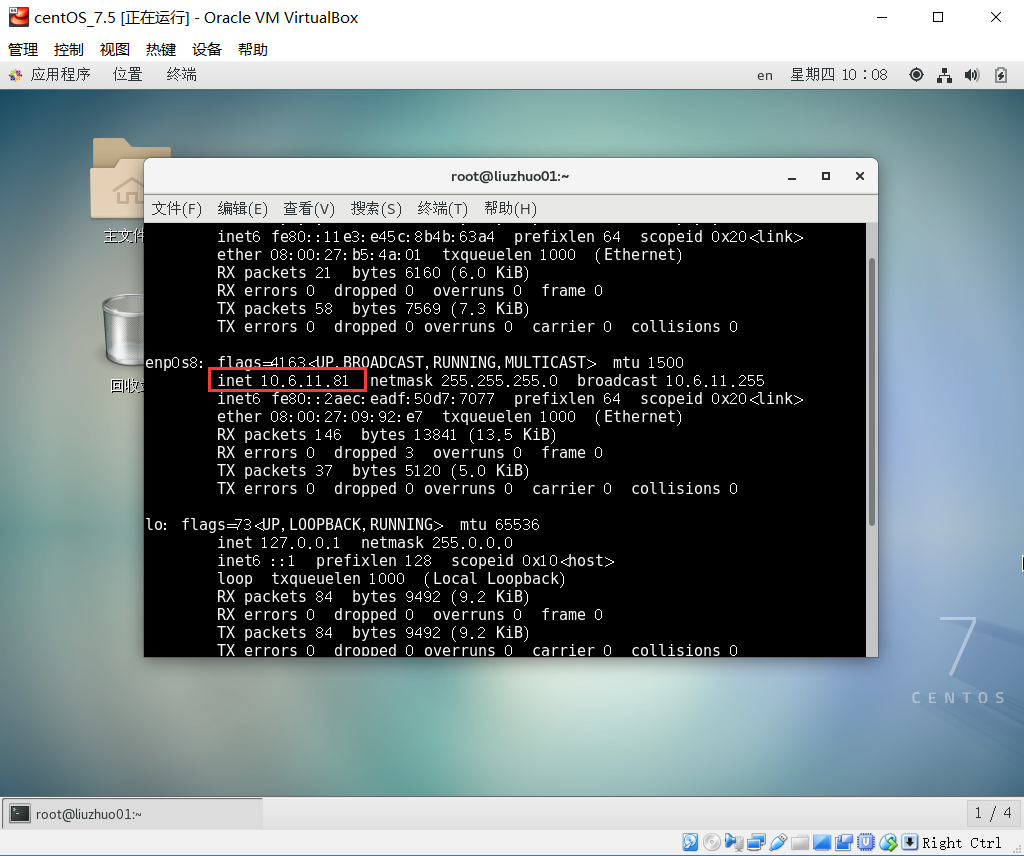 centOS_7.5 [正在运行] - Oracle VM VirtualBox
管理 控制 视图 热键 设备 帮助
应用程序 位置 终端 en 星期四 10∶08
root@liuzhuo01:~
文件(F) 编辑(E) 查看(V) 搜索(S) 终端(T) 帮助(H)
主文件
回收
inet6 fe80::11e3:e45c:8b4b:63a4 prefixlen 64 scopeid 0x20<link>
ether 08:00:27:b5:4a:01 txqueuelen 1000 (Ethernet)
RX packets 21 bytes 6160 (6.0 KiB)
RX errors 0 dropped 0 overruns 0 frame 0
TX packets 58 bytes 7569 (7.3 KiB)
TX errors 0 dropped 0 overruns 0 carrier 0 collisions 0
enp0s8: flags=4163<UP,BROADCAST,RUNNING,MULTICAST> mtu 1500
inet 10.6.11.81 netmask 255.255.255.0 broadcast 10.6.11.255
inet6 fe80::2aec:eadf:50d7:7077 prefixlen 64 scopeid 0x20<link>
ether 08:00:27:09:92:e7 txqueuelen 1000 (Ethernet)
RX packets 146 bytes 13841 (13.5 KiB)
RX errors 0 dropped 3 overruns 0 frame 0
TX packets 37 bytes 5120 (5.0 KiB)
TX errors 0 dropped 0 overruns 0 carrier 0 collisions 0
lo: flags=73<UP,LOOPBACK,RUNNING> mtu 65536
inet 127.0.0.1 netmask 255.0.0.0
inet6 ::1 prefixlen 128 scopeid 0x10<host>
loop txqueuelen 1000 (Local Loopback)
RX packets 84 bytes 9492 (9.2 KiB)
RX errors 0 dropped 0 overruns 0 frame 0
TX packets 84 bytes 9492 (9.2 KiB)
TX errors 0 dropped 0 overruns 0 carrier 0 collisions 0
7
CENTOS
root@liuzhuo01:~ 1 / 4
Right Ctrl